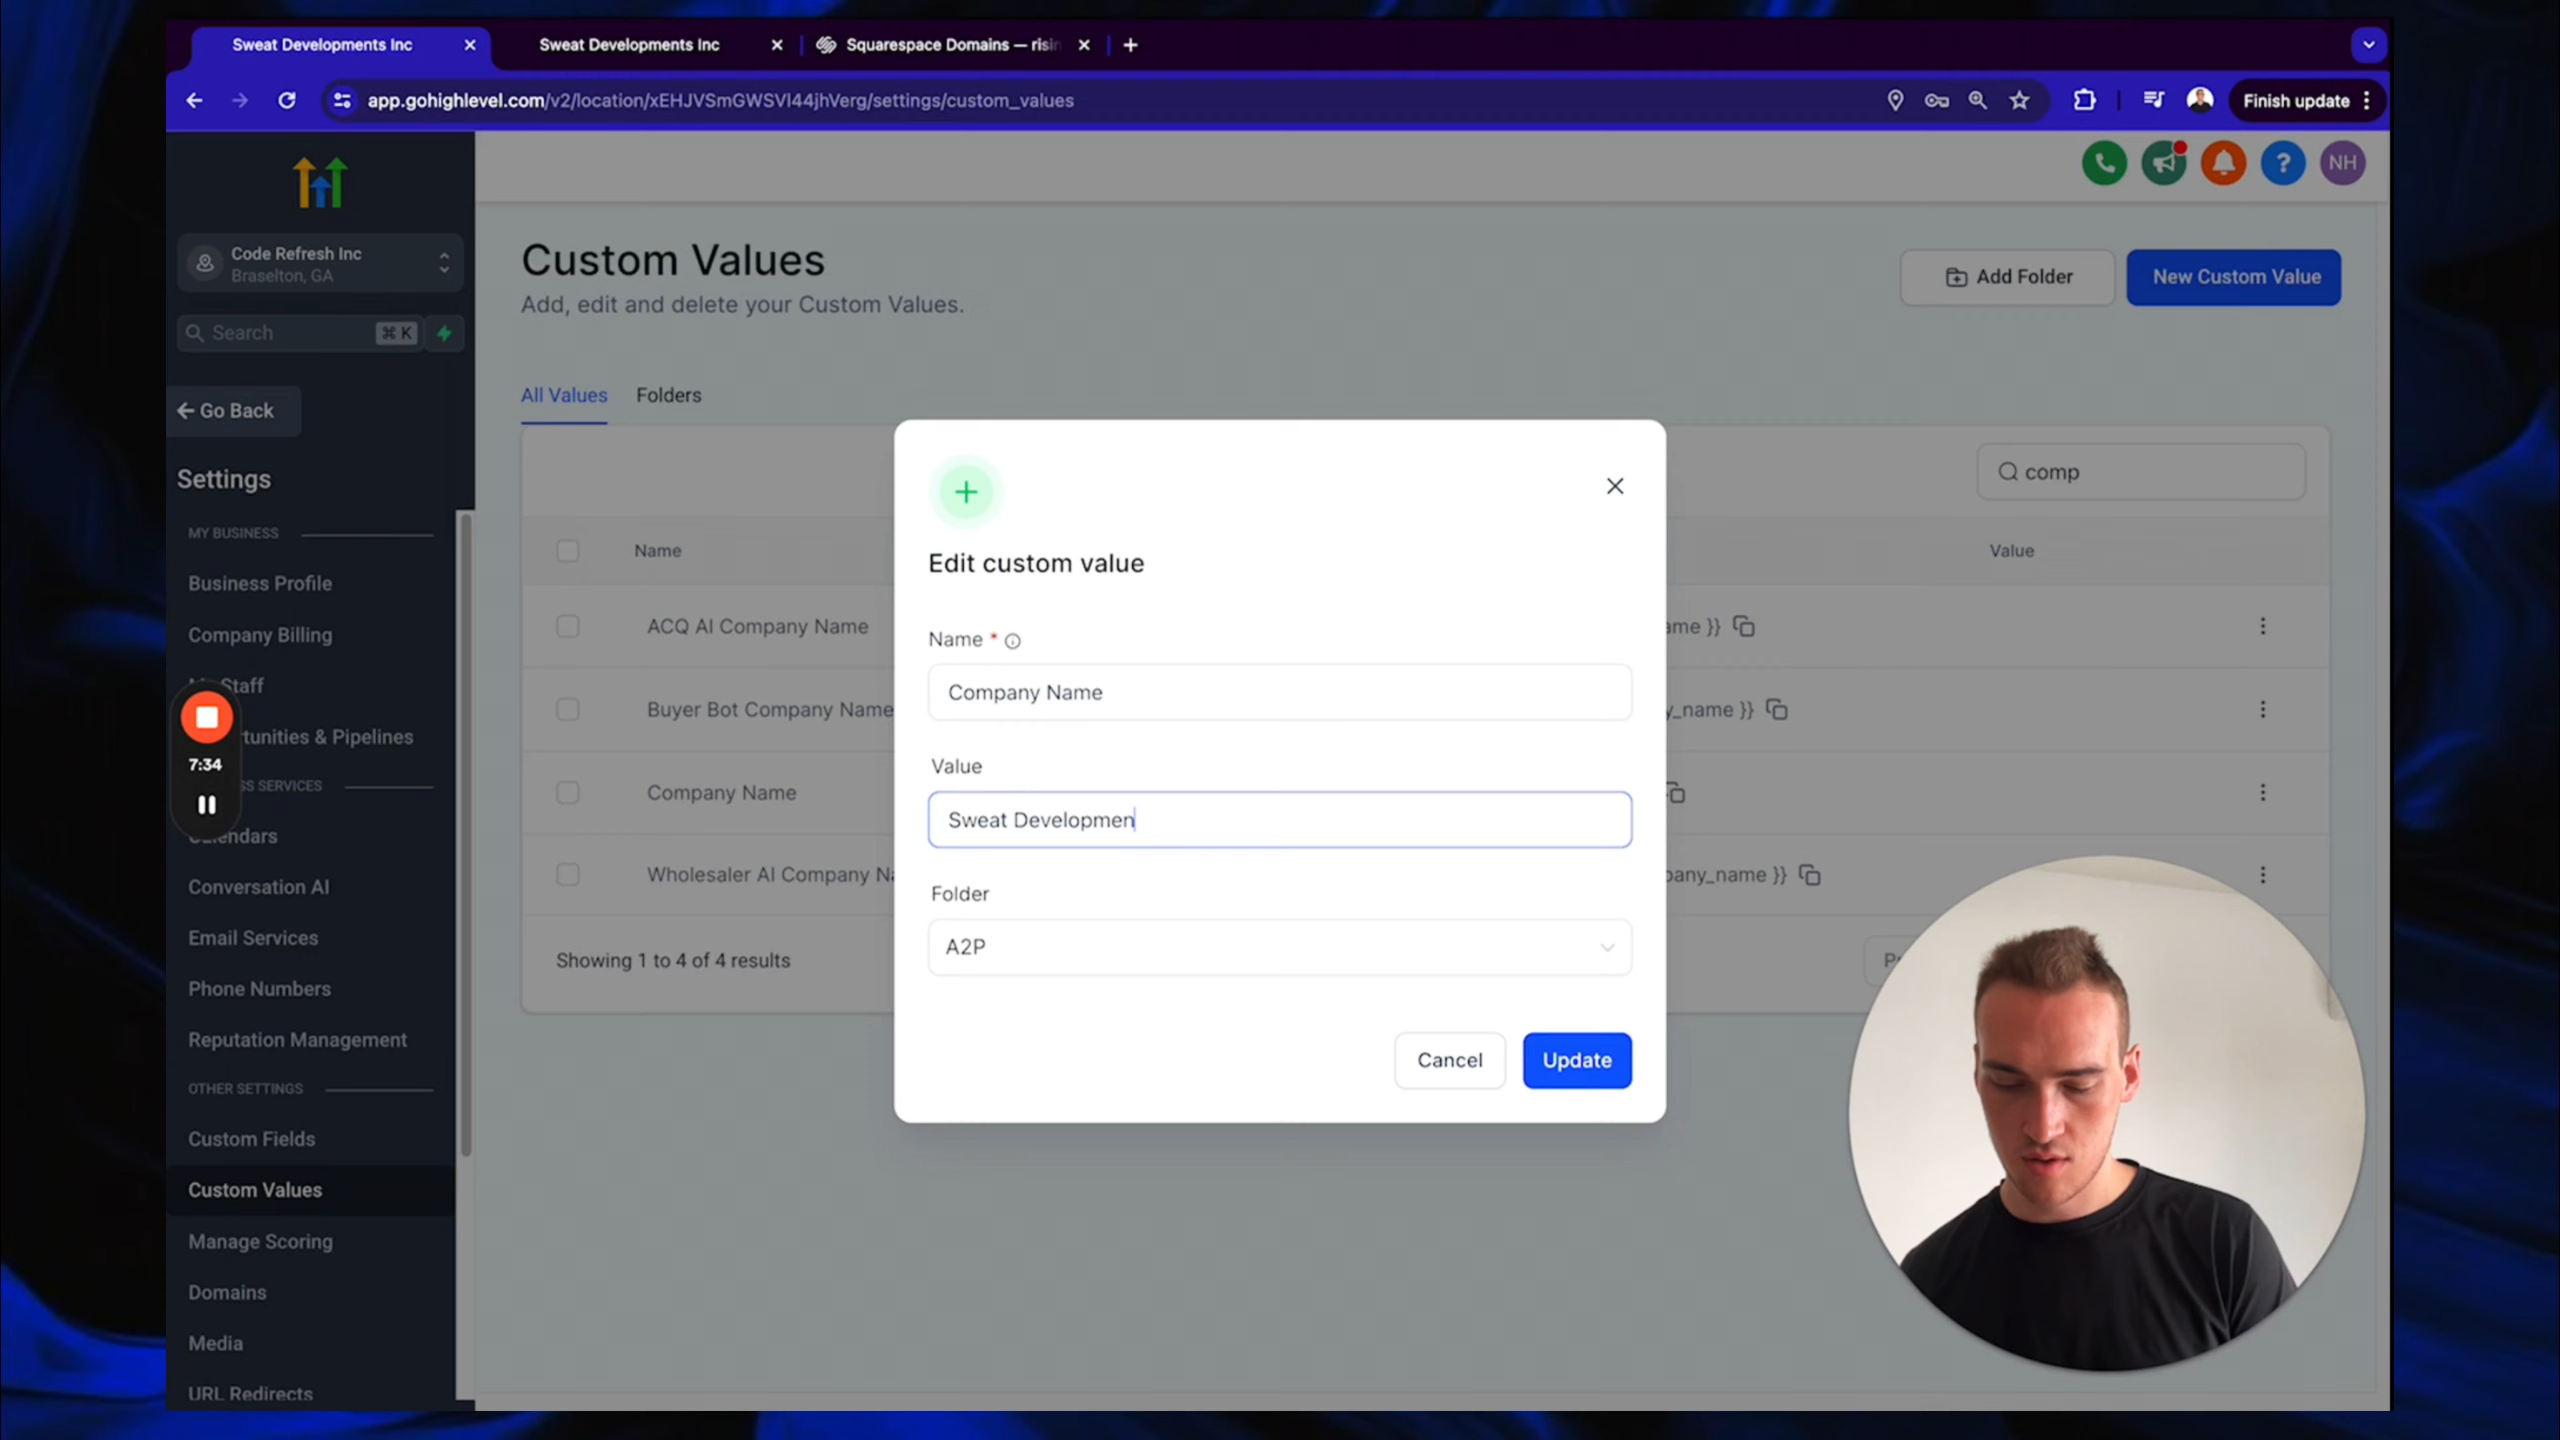 Sweat Developments Inc
Sweat Developments Inc
Squarespace Domains — risin
app.gohighlevel.com/v2/location/xEHJVSmGWSVl44jhVerg/settings/custom_values
Finish update
NH
Code Refresh Inc
Braselton, GA
Search
⌘ K
Go Back
Settings
MY BUSINESS
Business Profile
Company Billing
Staff
tunities & Pipelines
7:34
SS SERVICES
endars
Conversation AI
Email Services
Phone Numbers
Reputation Management
OTHER SETTINGS
Custom Fields
Custom Values
Manage Scoring
Domains
Media
URL Redirects
Custom Values
Add, edit and delete your Custom Values.
Add Folder
New Custom Value
All Values
Folders
comp
Name
Value
ACQ AI Company Name
ame }}
Buyer Bot Company Name
y_name }}
Company Name
Wholesaler AI Company Na
pany_name }}
Showing 1 to 4 of 4 results
Edit custom value
Name *
Company Name
Value
Sweat Developmen
Folder
A2P
Cancel
Update